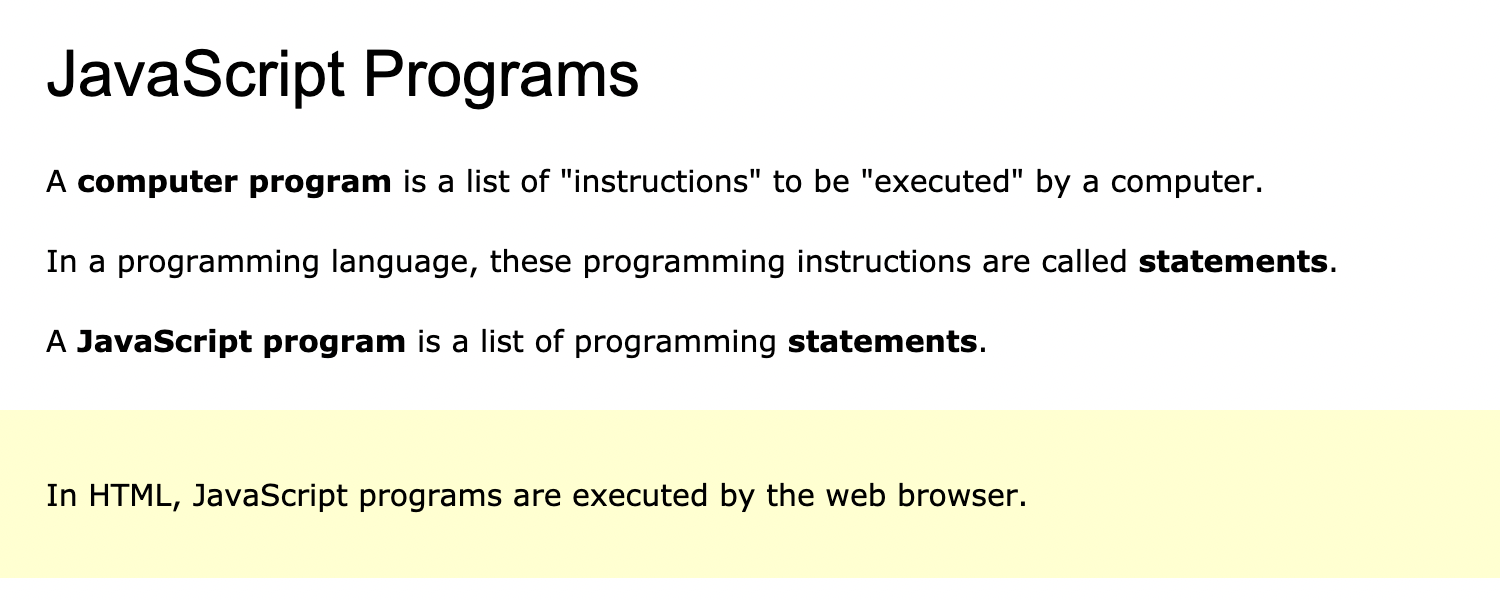 JavaScript Programs
A computer program is a list of "instructions" to be "executed" by a computer.
In a programming language, these programming instructions are called statements.
A JavaScript program is a list of programming statements.
In HTML, JavaScript programs are executed by the web browser.